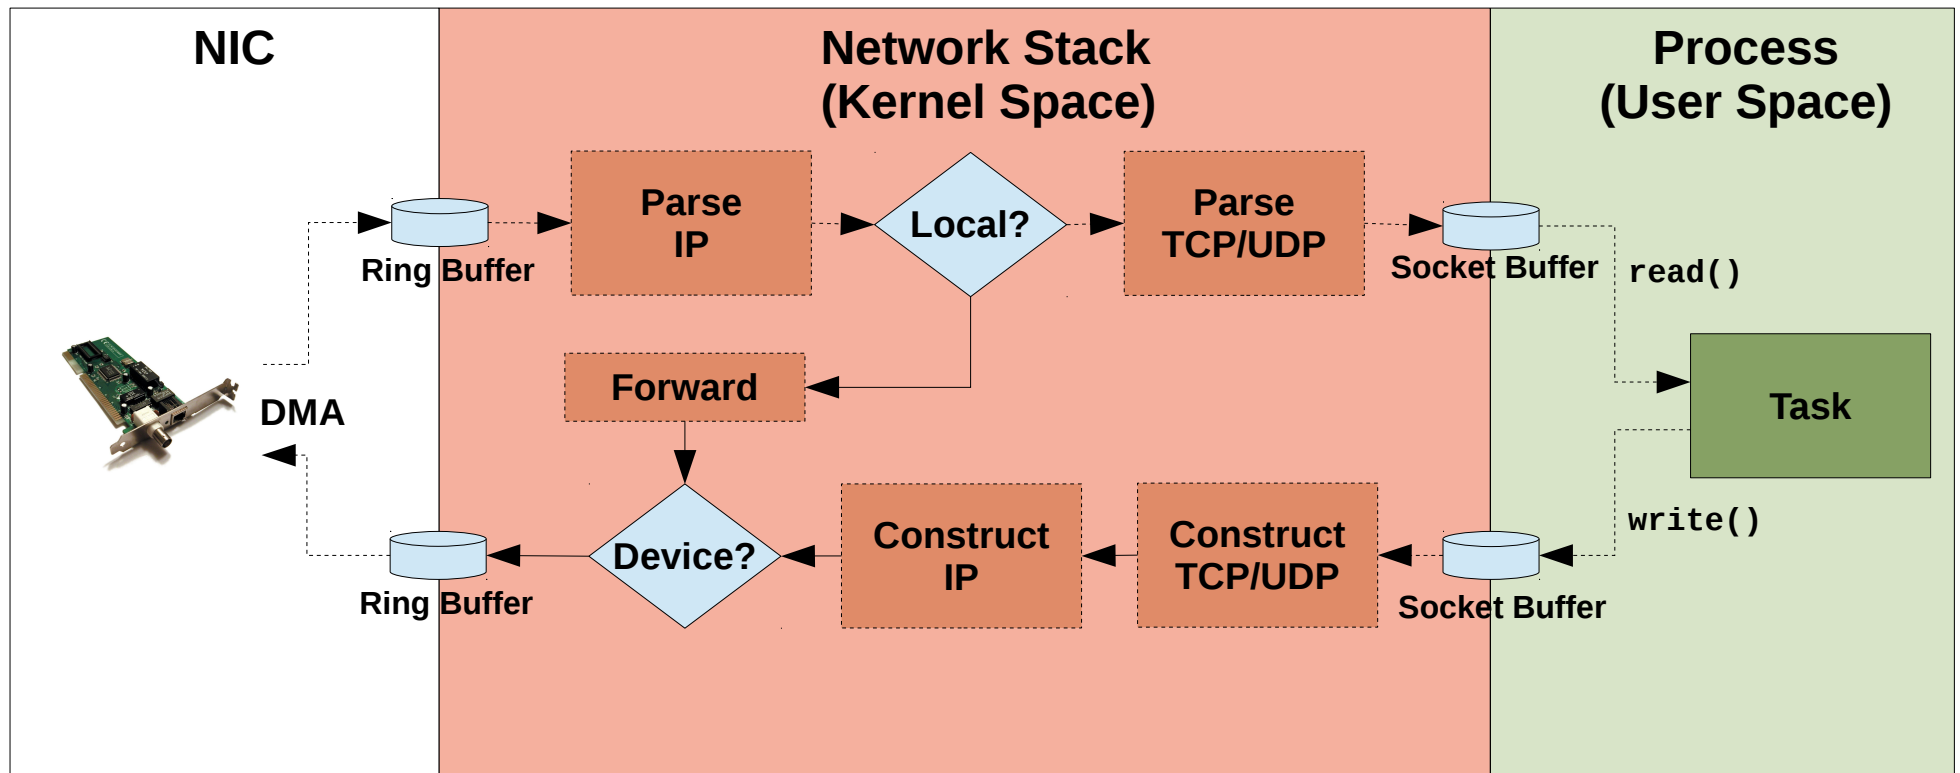 NIC
Network Stack
(Kernel Space)
Process
(User Space)
Parse
IP
Local?
Parse
TCP/UDP
Ring Buffer
Socket Buffer
read()
Forward
DMA
Task
Device?
Construct
IP
Construct
TCP/UDP
write()
Ring Buffer
Socket Buffer